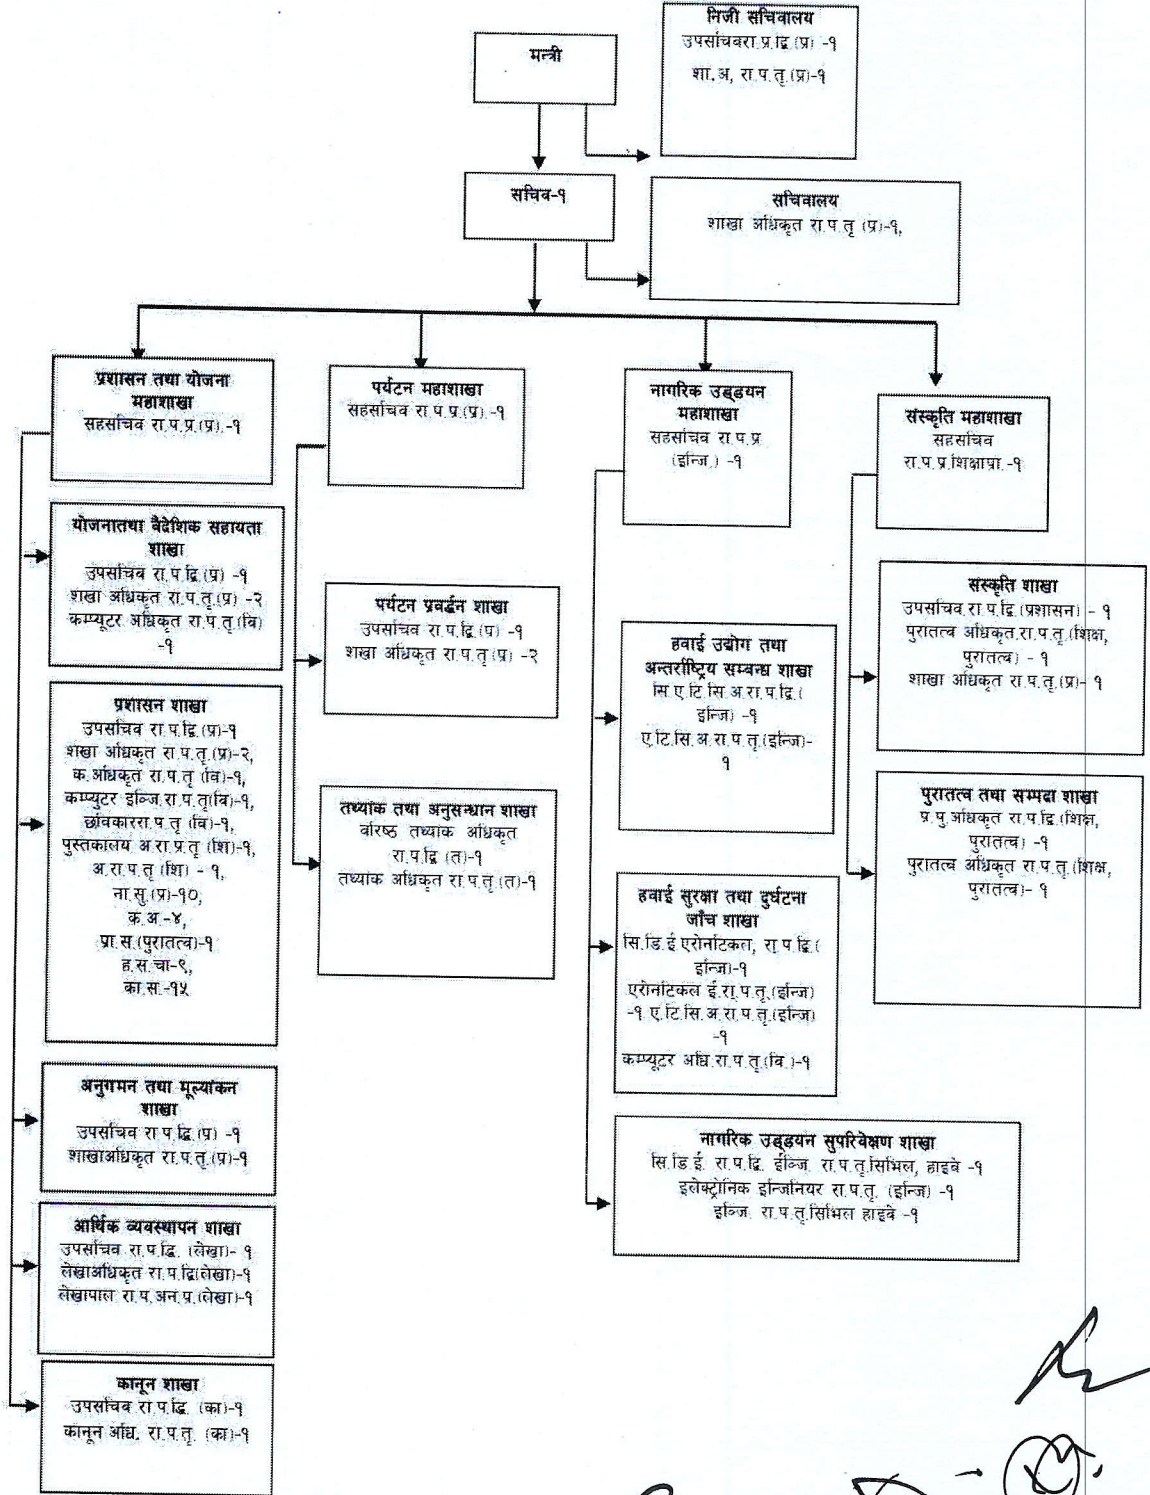 निजी सचिवालय
उपसचिवरा.प्र.द्वि.(प्र) -१
शा.अ, रा.प.तृ.(प्र)-१
मन्त्री
सचिव-१
सचिवालय
शाखा अधिकृत रा.प.तृ (प्र)-१,
प्रशासन तथा योजना
महाशाखा
सहसचिव रा.प.प्र.(प्र).-१
योजनातथा वैदेशिक सहायता
शाखा
उपसचिव रा.प.द्वि.(प्र) -१
शखा अधिकृत रा.प.तृ.(प्र) -२
कम्प्यूटर अधिकृत रा.प.तृ.(वि)
-१
प्रशासन शाखा
उपसचिव रा.प.द्वि.(प्र)-१
शखा अधिकृत रा.प.तृ.(प्र)-२,
क.अधिकृत रा.प.तृ (वि)-१,
कम्प्युटर इञ्जि.रा.प.तृ(वि)-१,
छविकाररा.प.तृ (वि)-१,
पुस्तकालय अ.रा.प्र.तृ (शि)-१,
अ.रा.प.तृ (शि) - १,
ना.सु.(प्र)-१०,
क.अ.-४,
प्रा.स.(पुरातत्व)-१
ह.स.चा-९,
का.स.-१५
अनुगमन तथा मूल्यांकन
शाखा
उपसचिव रा.प.द्वि.(प्र) -१
शाखाअधिकृत रा.प.तृ.(प्र)-१
आर्थिक व्यवस्थापन शाखा
उपसचिव रा.प.द्वि. (लेखा)- १
लेखाअधिकृत रा.प.द्वि(लेखा)-१
लेखापाल रा.प.अनं.प्र.(लेखा)-१
कानून शाखा
उपसचिव रा.प.द्वि. (का)-१
कानून अधि. रा.प.तृ. (का)-१
पर्यटन महाशाखा
सहसचिव रा.प.प्र.(प्र).-१
पर्यटन प्रवर्द्धन शाखा
उपसचिव रा.प.द्वि.(प्र) -१
शखा अधिकृत रा.प.तृ.(प्र) -२
तथ्यांक तथा अनुसन्धान शाखा
वरिष्ठ तथ्यांक अधिकृत
रा.प.द्वि (त)-१
तथ्यांक अधिकृत रा.प.तृ.(त)-१
नागरिक उड्डयन
महाशाखा
सहसचिव रा.प.प्र
(इन्जि.) -१
हवाई उद्योग तथा
अन्तर्राष्ट्रिय सम्बन्ध शाखा
सि.ए.टि.सि.अ.रा.प.द्वि.(
इन्जि) -१
ए.टि.सि.अ.रा.प.तृ.(इन्जि)-
१
हवाई सुरक्षा तथा दुर्घटना
जाँच शाखा
सि.डि.ई एरोनटिकल, रा.प.द्वि.(
इन्जि)-१
एरोनटिकल ई.रा.प.तृ.(इन्जि)
-१ ए.टि.सि.अ.रा.प.तृ.(इन्जि)
-१
कम्प्यूटर अधि.रा.प.तृ.(वि.)-१
नागरिक उड्डयन सुपरिवेक्षण शाखा
सि.डि.ई. रा.प.द्वि. ईञ्जि. रा.प.तृ.सिभिल, हाइवे -१
इलेक्ट्रोनिक इन्जिनियर रा.प.तृ. (इन्जि) -१
इञ्जि. रा.प.तृ.सिभिल हाइवे -१
संस्कृति महाशाखा
सहसचिव
रा.प.प्र.शिक्षाप्रा.-१
संस्कृति शाखा
उपसचिव.रा.प.द्वि.(प्रशासन) - १
पुरातत्व अधिकृत.रा.प.तृ.(शिक्ष,
पुरातत्व) - १
शाखा अधिकृत रा.प.तृ.(प्र)- १
पुरातत्व तथा सम्पदा शाखा
प्र.पु.अधिकृत रा.प.द्वि.(शिक्ष,
पुरातत्व) -१
पुरातत्व अधिकृत रा.प.तृ.(शिक्ष,
पुरातत्व)- १